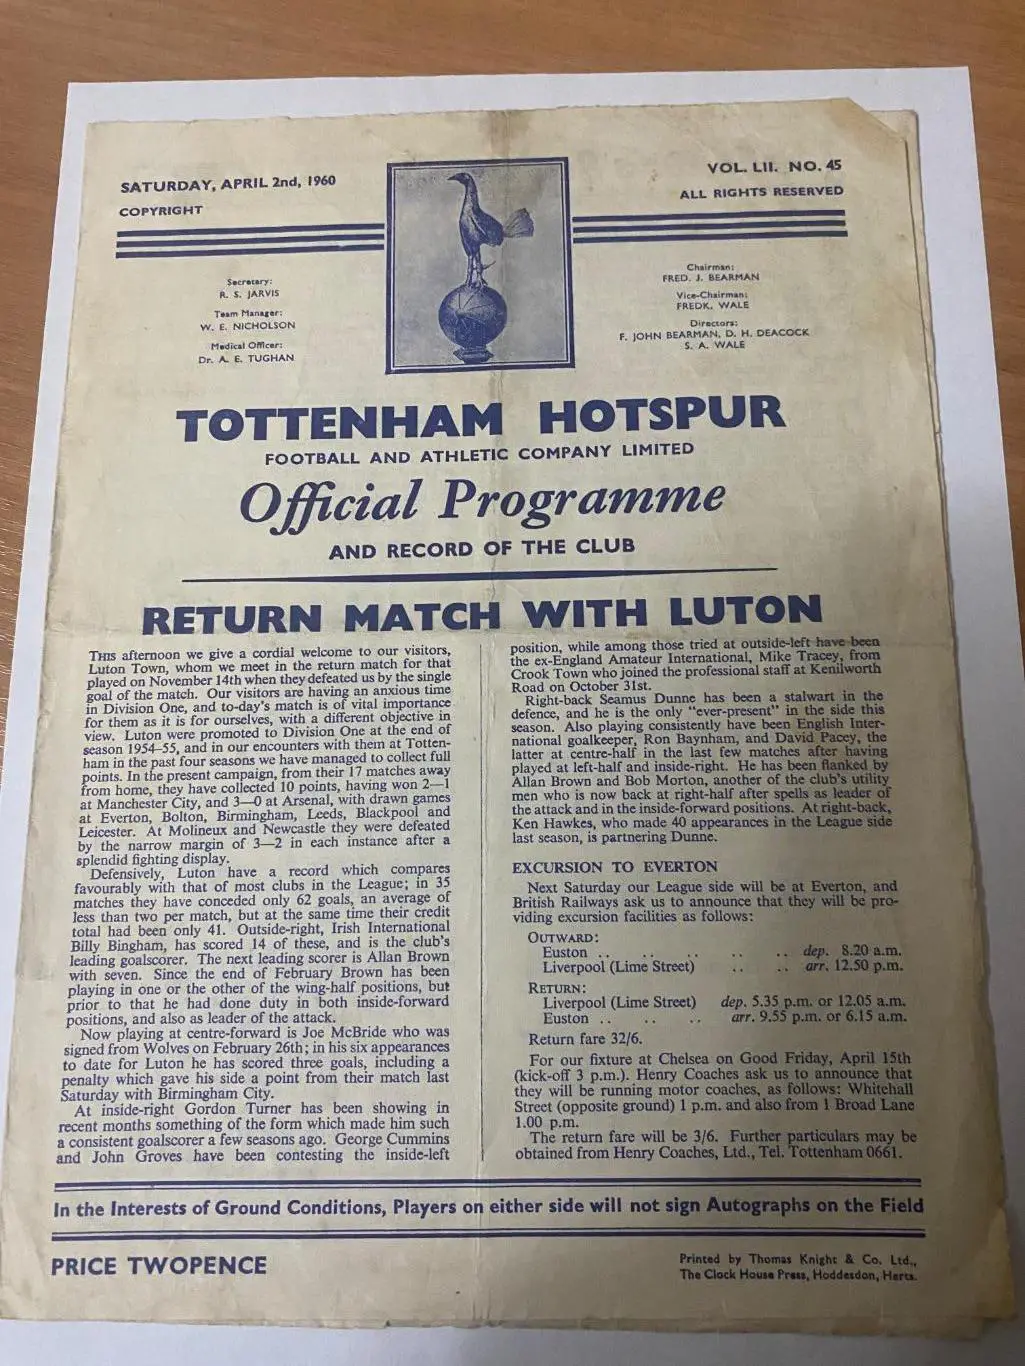 SATURDAY, APRIL 2nd, 1960
COPYRIGHT
VOL. LII. NO. 45
ALL RIGHTS RESERVED
Secretary:
R. S. JARVIS
Team Manager:
W. E. NICHOLSON
Medical Officer:
Dr. A. E. TUGHAN
Chairman:
FRED. J. BEARMAN
Vice-Chairman:
FREDK. WALE
Directors:
F. JOHN BEARMAN, D. H. DEACOCK
S. A. WALE
TOTTENHAM HOTSPUR
FOOTBALL AND ATHLETIC COMPANY LIMITED
Official Programme
AND RECORD OF THE CLUB
RETURN MATCH WITH LUTON
THIS afternoon we give a cordial welcome to our visitors,
Luton Town, whom we meet in the return match for that
played on November 14th when they defeated us by the single
goal of the match. Our visitors are having an anxious time
in Division One, and to-day's match is of vital importance
for them as it is for ourselves, with a different objective in
view. Luton were promoted to Division One at the end of
season 1954-55, and in our encounters with them at Totten-
ham in the past four seasons we have managed to collect full
points. In the present campaign, from their 17 matches away
from home, they have collected 10 points, having won 2—1
at Manchester City, and 3—0 at Arsenal, with drawn games
at Everton, Bolton, Birmingham, Leeds, Blackpool and
Leicester. At Molineux and Newcastle they were defeated
by the narrow margin of 3—2 in each instance after a
splendid fighting display.
Defensively, Luton have a record which compares
favourably with that of most clubs in the League; in 35
matches they have conceded only 62 goals, an average of
less than two per match, but at the same time their credit
total had been only 41. Outside-right, Irish International
Billy Bingham, has scored 14 of these, and is the club's
leading goalscorer. The next leading scorer is Allan Brown
with seven. Since the end of February Brown has been
playing in one or the other of the wing-half positions, but
prior to that he had done duty in both inside-forward
positions, and also as leader of the attack.
Now playing at centre-forward is Joe McBride who was
signed from Wolves on February 26th; in his six appearances
to date for Luton he has scored three goals, including a
penalty which gave his side a point from their match last
Saturday with Birmingham City.
At inside-right Gordon Turner has been showing in
recent months something of the form which made him such
a consistent goalscorer a few seasons ago. George Cummins
and John Groves have been contesting the inside-left
position, while among those tried at outside-left have been
the ex-England Amateur International, Mike Tracey, from
Crook Town who joined the professional staff at Kenilworth
Road on October 31st.
Right-back Seamus Dunne has been a stalwart in the
defence, and he is the only "ever-present" in the side this
season. Also playing consistently have been English Inter-
national goalkeeper, Ron Baynham, and David Pacey, the
latter at centre-half in the last few matches after having
played at left-half and inside-right. He has been flanked by
Allan Brown and Bob Morton, another of the club's utility
men who is now back at right-half after spells as leader of
the attack and in the inside-forward positions. At right-back,
Ken Hawkes, who made 40 appearances in the League side
last season, is partnering Dunne.
EXCURSION TO EVERTON
Next Saturday our League side will be at Everton, and
British Railways ask us to announce that they will be pro-
viding excursion facilities as follows:
OUTWARD:
Euston .. .. .. .. .. dep. 8.20 a.m.
Liverpool (Lime Street) .. .. arr. 12.50 p.m.
RETURN:
Liverpool (Lime Street) dep. 5.35 p.m. or 12.05 a.m.
Euston .. .. .. arr. 9.55 p.m. or 6.15 a.m.
Return fare 32/6.
For our fixture at Chelsea on Good Friday, April 15th
(kick-off 3 p.m.). Henry Coaches ask us to announce that
they will be running motor coaches, as follows: Whitehall
Street (opposite ground) 1 p.m. and also from 1 Broad Lane
1.00 p.m.
The return fare will be 3/6. Further particulars may be
obtained from Henry Coaches, Ltd., Tel. Tottenham 0661.
In the Interests of Ground Conditions, Players on either side will not sign Autographs on the Field
PRICE TWOPENCE
Printed by Thomas Knight & Co. Ltd.,
The Clock House Press, Hoddesdon, Herts.